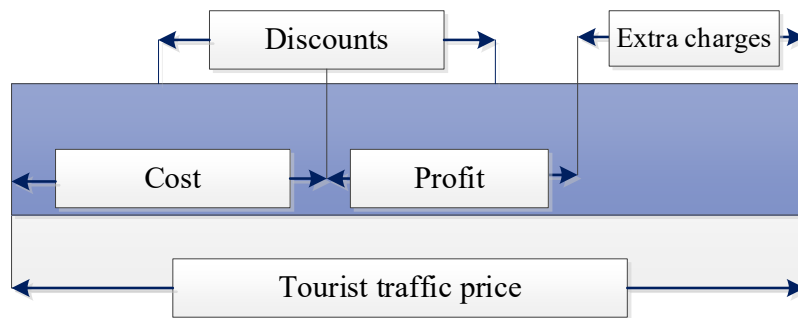 Discounts
Extra charges
Cost
Profit
Tourist traffic price